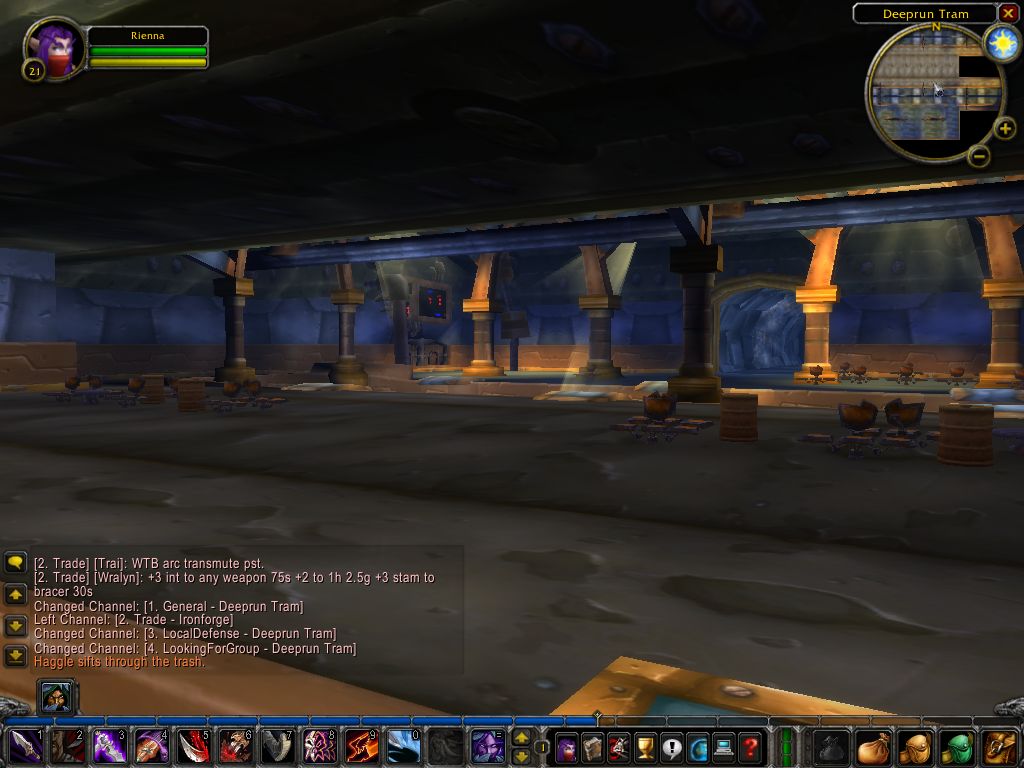 Deeprun Tram
N
Rienna
21
[2. Trade] [Trai]: WTB arc transmute pst.
[2. Trade] [Wralyn]: +3 int to any weapon 75s +2 to 1h 2.5g +3 stam to
bracer 30s
Changed Channel: [1. General - Deeprun Tram]
Left Channel: [2. Trade - Ironforge]
Changed Channel: [3. LocalDefense - Deeprun Tram]
Changed Channel: [4. LookingForGroup - Deeprun Tram]
Haggle sifts through the trash.
1 2 3 4 5 6 7 8 9 0 = 1